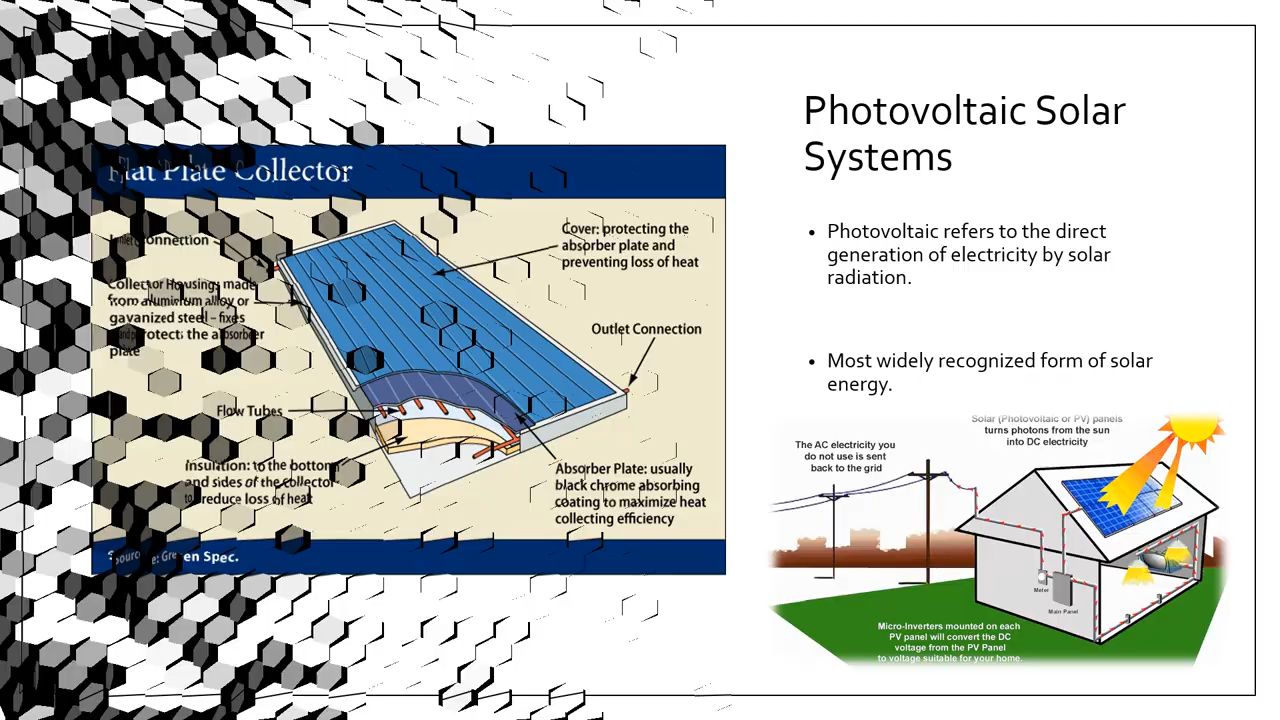 Flat Plate Collector
Inlet Connection
Collector Housing: made
from aluminium alloy or
gavanized steel – fixes
and protects the absorber
plate
Flow Tubes
Insulation: to the bottom
and sides of the collector
to reduce loss of heat
Cover: protecting the
absorber plate and
preventing loss of heat
Outlet Connection
Absorber Plate: usually
black chrome absorbing
coating to maximize heat
collecting efficiency
Source: Green Spec.
Photovoltaic Solar
Systems
• Photovoltaic refers to the direct
generation of electricity by solar
radiation.
• Most widely recognized form of solar
energy.
Solar (Photovoltaic or PV) panels
turns photons from the sun
into DC electricity
The AC electricity you
do not use is sent
back to the grid
Meter
Main Panel
Micro-Inverters mounted on each
PV panel will convert the DC
voltage from the PV Panel
to voltage suitable for your home.